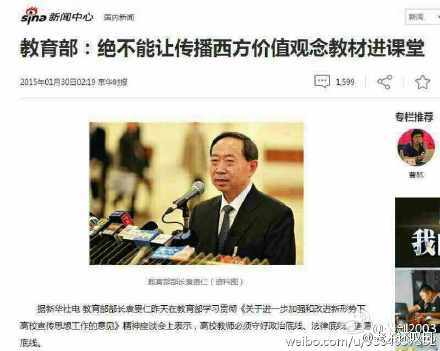 sina 新闻中心 国内新闻
新闻
教育部：绝不能让传播西方价值观念教材进课堂
2015年01月30日02:19 京华时报
1,599
专栏推荐
教育部部长袁贵仁（资料图）
据新华社电 教育部部长袁贵仁昨天在教育部学习贯彻《关于进一步加强和改进新形势下
高校宣传思想工作的意见》精神座谈会上表示，高校教师必须守好政治底线、法律底线、道德
底线。